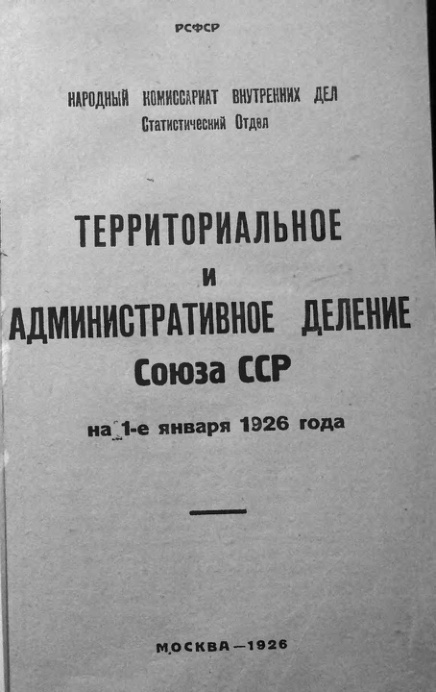 РСФСР
НАРОДНЫЙ КОМИССАРИАТ ВНУТРЕННИХ ДЕЛ
Статистический Отдел
ТЕРРИТОРИАЛЬНОЕ
и
АДМИНИСТРАТИВНОЕ ДЕЛЕНИЕ
Союза ССР
на 1-е января 1926 года
МОСКВА—1926